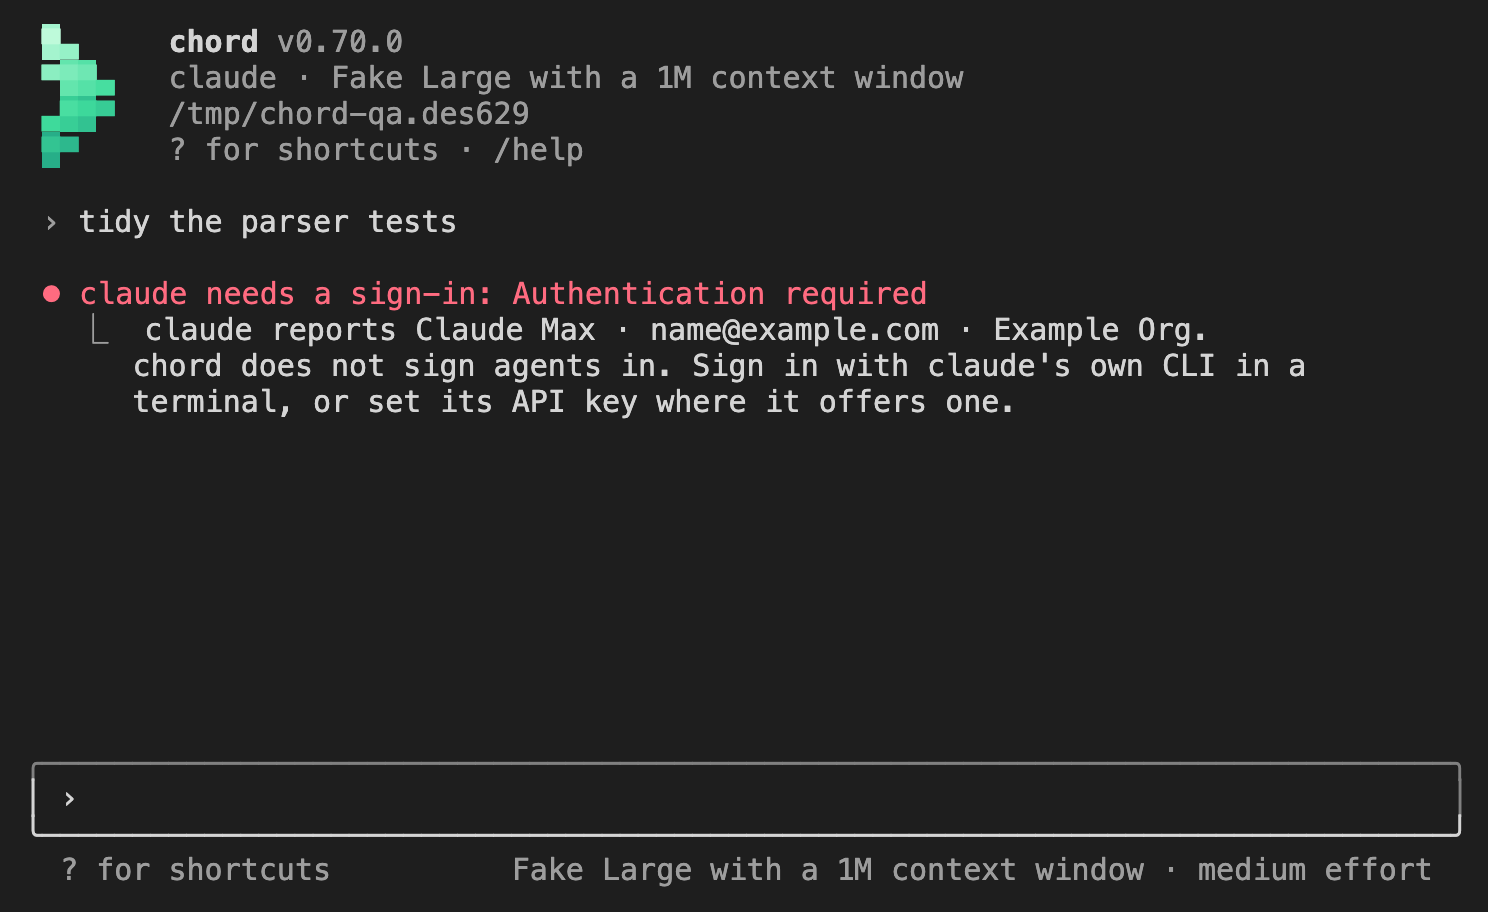 chord v0.70.0
claude · Fake Large with a 1M context window
/tmp/chord-qa.des629
? for shortcuts · /help
› tidy the parser tests
● claude needs a sign-in: Authentication required
⎿ claude reports Claude Max · name@example.com · Example Org.
chord does not sign agents in. Sign in with claude's own CLI in a
terminal, or set its API key where it offers one.
›
? for shortcuts Fake Large with a 1M context window · medium effort